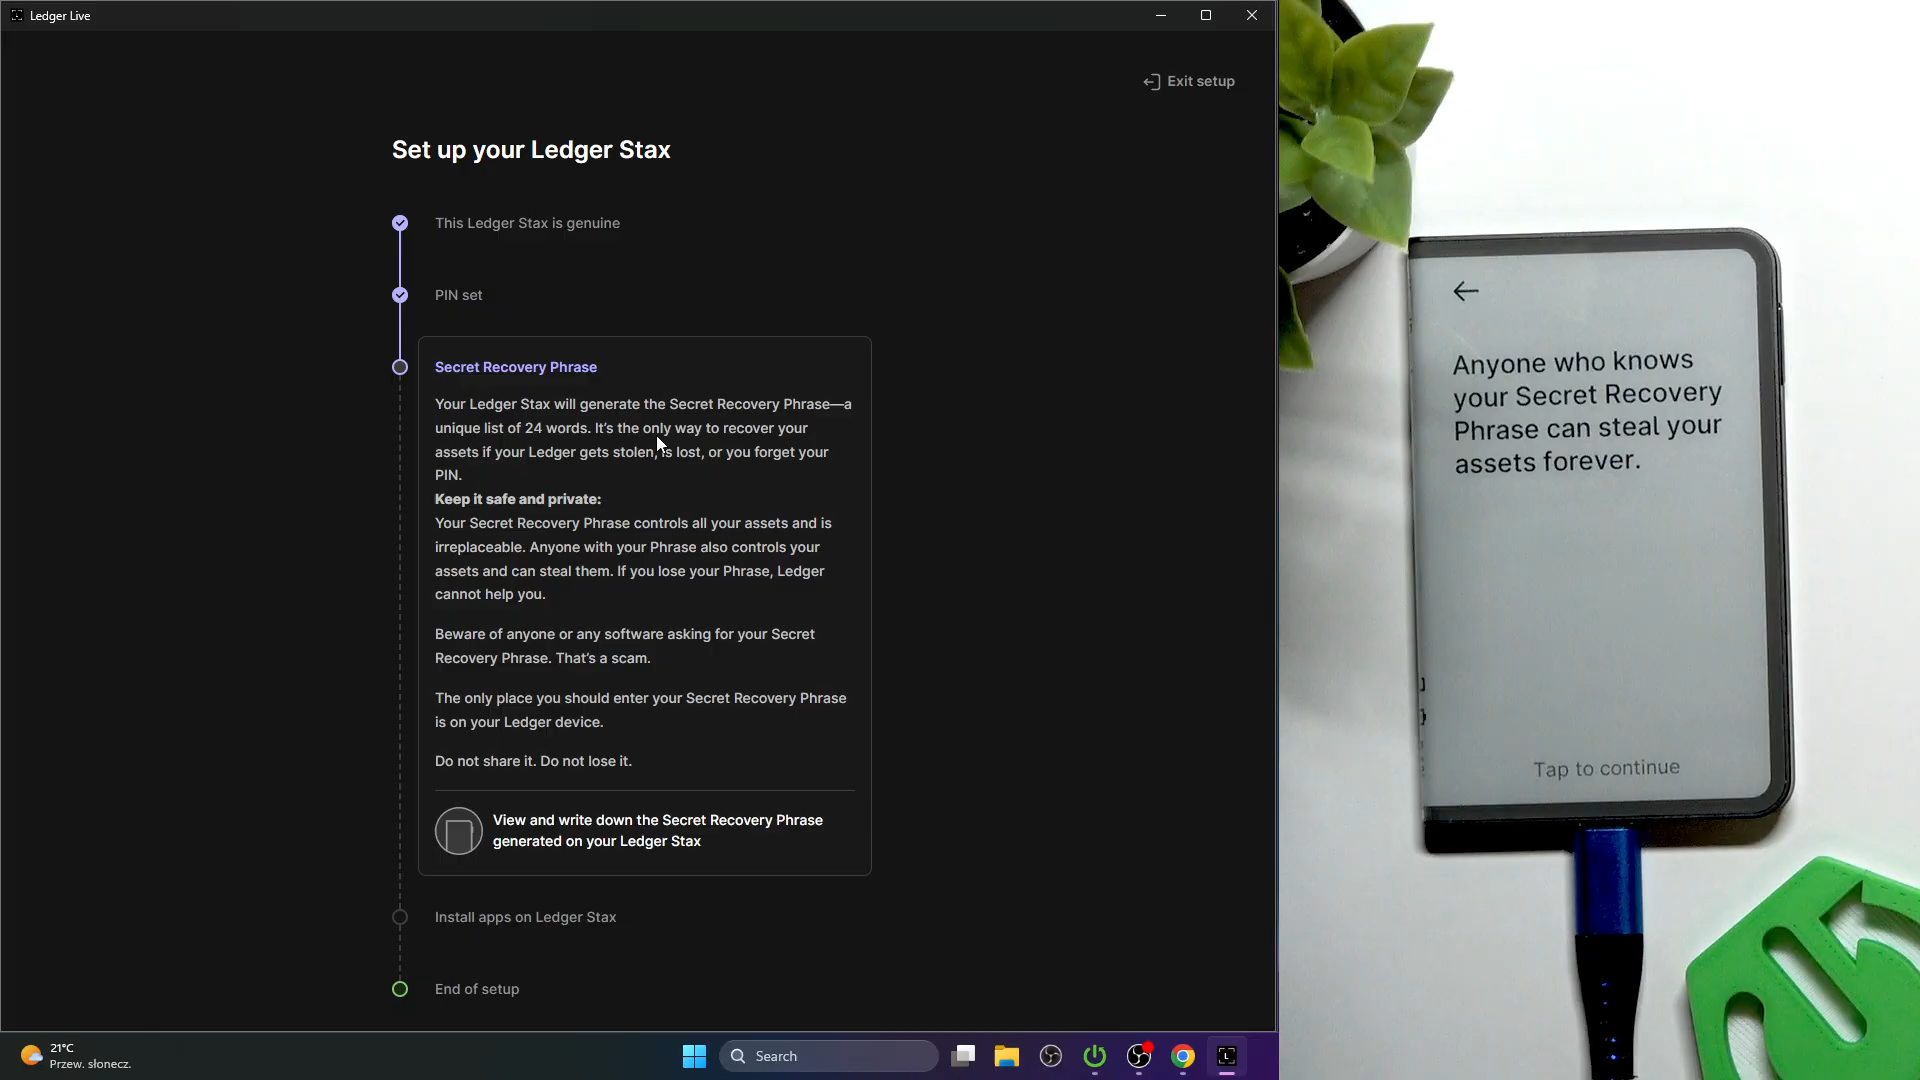 Ledger Live
Exit setup
Set up your Ledger Stax
This Ledger Stax is genuine
PIN set
Secret Recovery Phrase
Your Ledger Stax will generate the Secret Recovery Phrase—a
unique list of 24 words. It's the only way to recover your
assets if your Ledger gets stolen, is lost, or you forget your
PIN.
Keep it safe and private:
Your Secret Recovery Phrase controls all your assets and is
irreplaceable. Anyone with your Phrase also controls your
assets and can steal them. If you lose your Phrase, Ledger
cannot help you.
Beware of anyone or any software asking for your Secret
Recovery Phrase. That's a scam.
The only place you should enter your Secret Recovery Phrase
is on your Ledger device.
Do not share it. Do not lose it.
View and write down the Secret Recovery Phrase
generated on your Ledger Stax
Install apps on Ledger Stax
End of setup
21°C
Przew. słonecz.
Search
Anyone who knows
your Secret Recovery
Phrase can steal your
assets forever.
Tap to continue